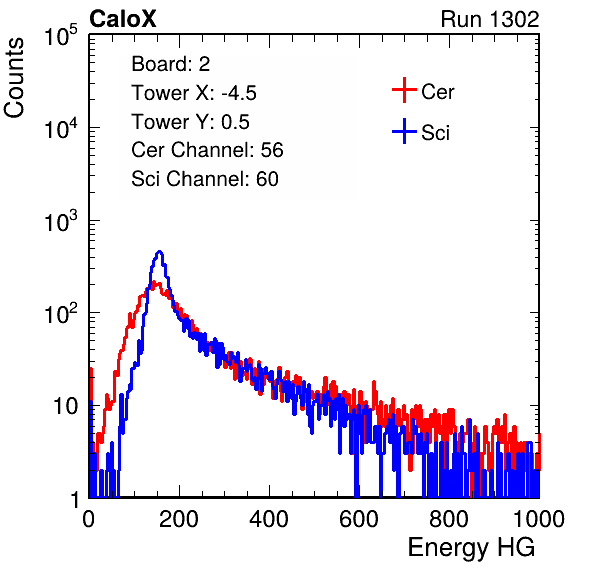 CaloX Run 1302
Counts
10^5
10^4
10^3
10^2
10
1
Board: 2
Tower X: -4.5
Tower Y: 0.5
Cer Channel: 56
Sci Channel: 60
Cer
Sci
0 200 400 600 800 1000
Energy HG